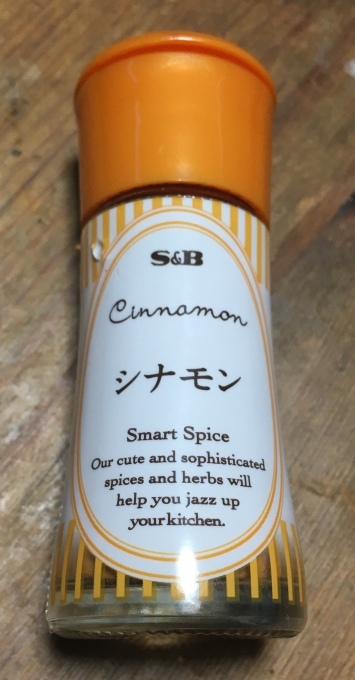 S&B
Cinnamon
シナモン
Smart Spice
Our cute and sophisticated
spices and herbs will
help you jazz up
your kitchen.